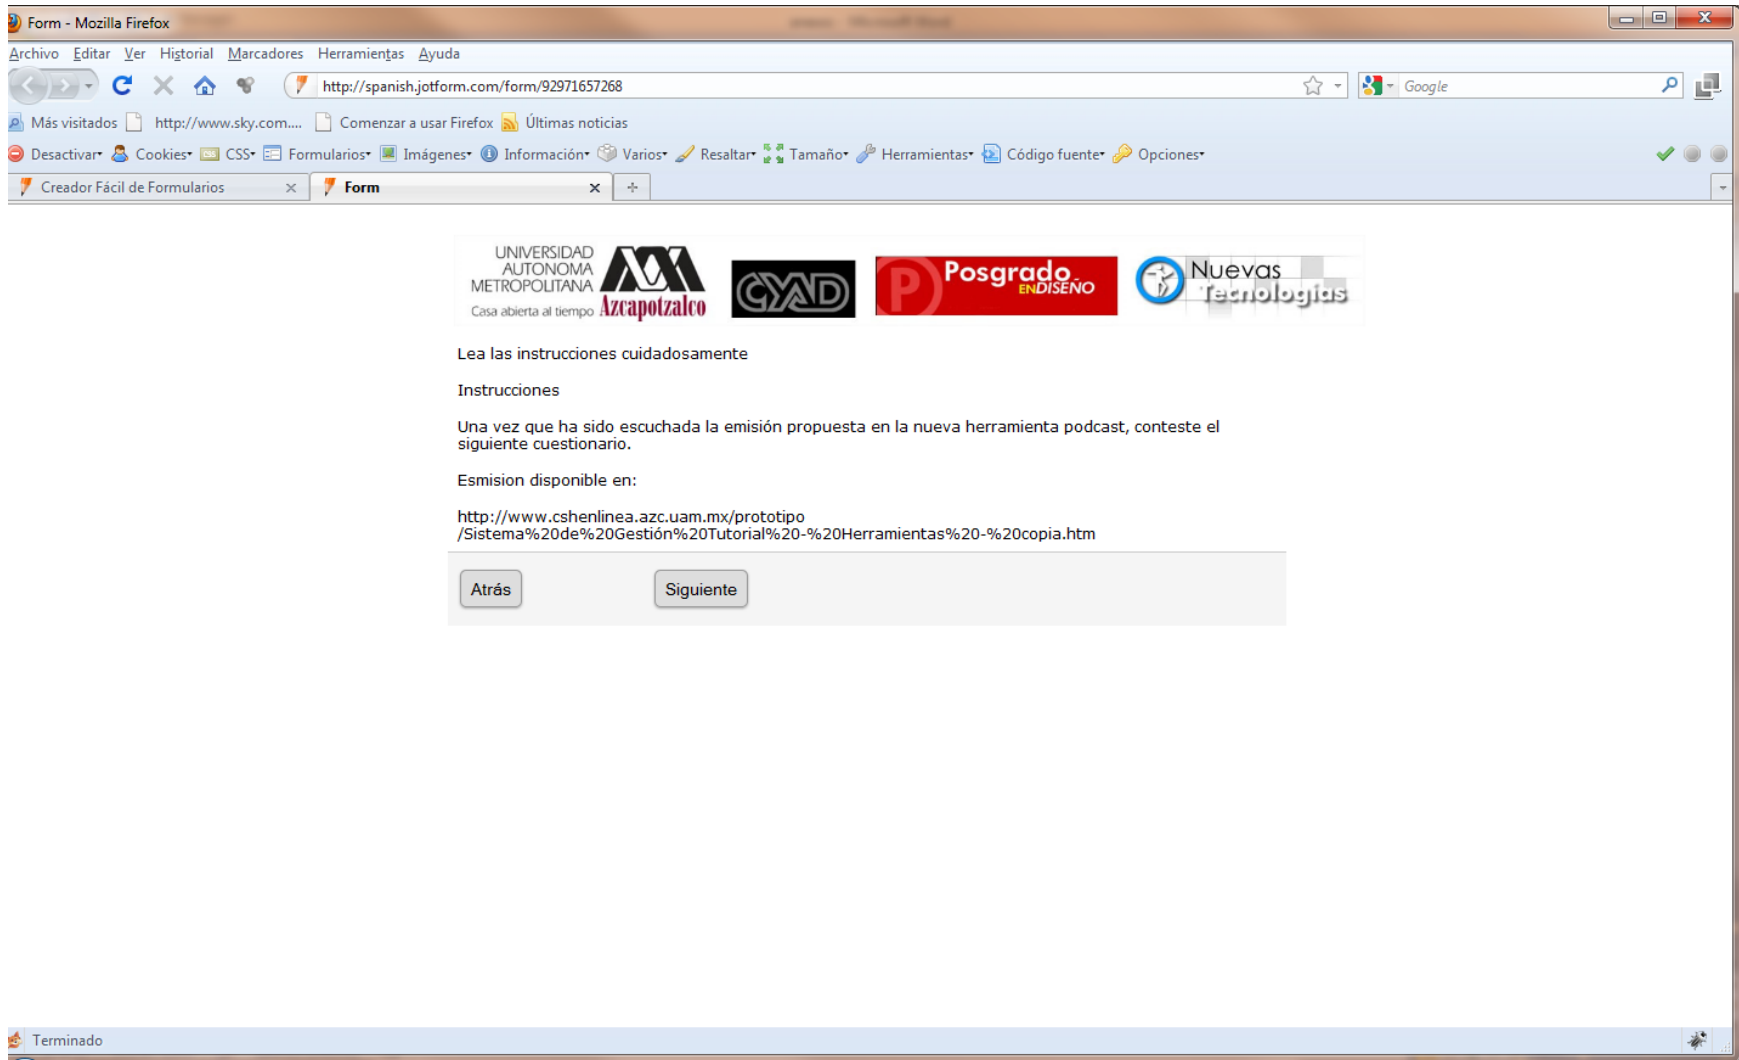 Form - Mozilla Firefox
Archivo Editar Ver Historial Marcadores Herramientas Ayuda
http://spanish.jotform.com/form/92971657268
Google
Más visitados http://www.sky.com.... Comenzar a usar Firefox Últimas noticias
Desactivar Cookies CSS Formularios Imágenes Información Varios Resaltar Tamaño Herramientas Código fuente Opciones
Creador Fácil de Formularios Form
UNIVERSIDAD
AUTONOMA
METROPOLITANA
Casa abierta al tiempo Azcapotzalco
CYAD
P Posgrado
EN DISEÑO
Nuevas
Tecnologías
Lea las instrucciones cuidadosamente
Instrucciones
Una vez que ha sido escuchada la emisión propuesta en la nueva herramienta podcast, conteste el
siguiente cuestionario.
Esmision disponible en:
http://www.cshenlinea.azc.uam.mx/prototipo
/Sistema%20de%20Gestión%20Tutorial%20-%20Herramientas%20-%20copia.htm
Atrás Siguiente
Terminado